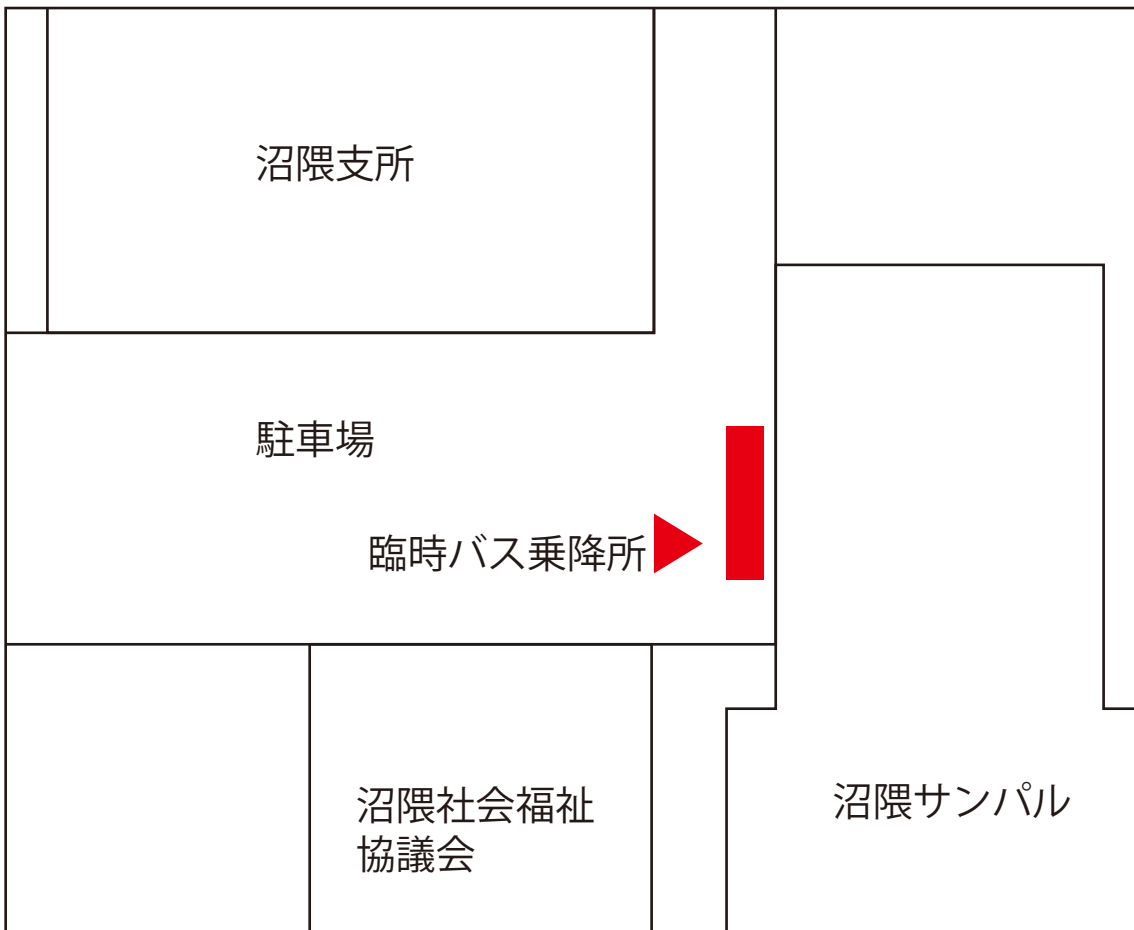 沼隈支所
駐車場
臨時バス乗降所
沼隈社会福祉
協議会
沼隈サンパル